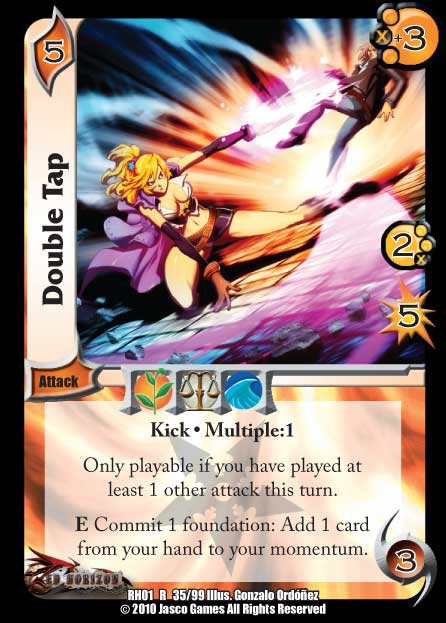 5
X +3
Double Tap
2
X
5
Attack
Kick • Multiple:1
Only playable if you have played at
least 1 other attack this turn.
E Commit 1 foundation: Add 1 card
from your hand to your momentum.
RED HORIZON
3
RH01 R 35/99 Illus. Gonzalo Ordóñez
© 2010 Jasco Games All Rights Reserved